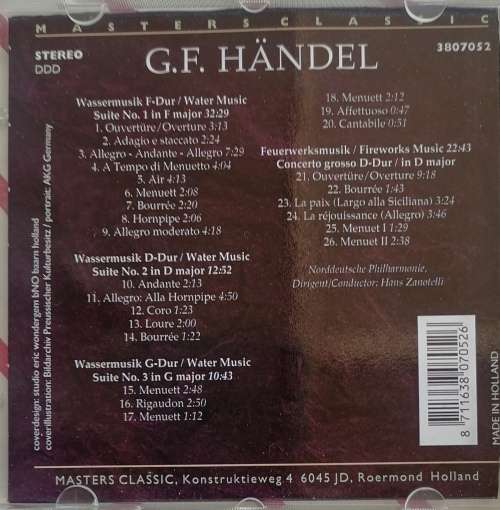 MASTERS CLASSIC
STEREO
DDD
G.F. HÄNDEL
3807052
Wassermusik F-Dur / Water Music
Suite No. 1 in F major 32:29
1. Ouvertüre / Overture 3:13
2. Adagio e staccato 2:24
3. Allegro - Andante - Allegro 7:29
4. A Tempo di Menuetto 4:04
5. Air 4:13
6. Menuett 2:08
7. Bourrée 2:20
8. Hornpipe 2:06
9. Allegro moderato 4:18
Wassermusik D-Dur / Water Music
Suite No. 2 in D major 12:52
10. Andante 2:13
11. Allegro: Alla Hornpipe 4:50
12. Coro 1:23
13. Loure 2:00
14. Bourrée 1:22
Wassermusik G-Dur / Water Music
Suite No. 3 in G major 10:43
15. Menuett 2:48
16. Rigaudon 2:50
17. Menuett 1:12
18. Menuett 2:12
19. Affettuoso 0:47
20. Cantabile 0:51
Feuerwerksmusik / Fireworks Music 22:43
Concerto grosso D-Dur / in D major
21. Ouvertüre / Overture 9:18
22. Bourrée 1:43
23. La paix (Largo alla Siciliana) 3:24
24. La réjouissance (Allegro) 3:46
25. Menuet I 1:29
26. Menuet II 2:38
Norddeutsche Philharmonie,
Dirigent/Conductor: Hans Zanotelli
coverdesign: studio eric wondergem bNO baarn holland
coverillustration: Bildarchiv Preussischer Kulturbesitz / portrait: AKG Germany
8 711638 070526
MADE IN HOLLAND
MASTERS CLASSIC, Konstruktieweg 4 6045 JD, Roermond Holland